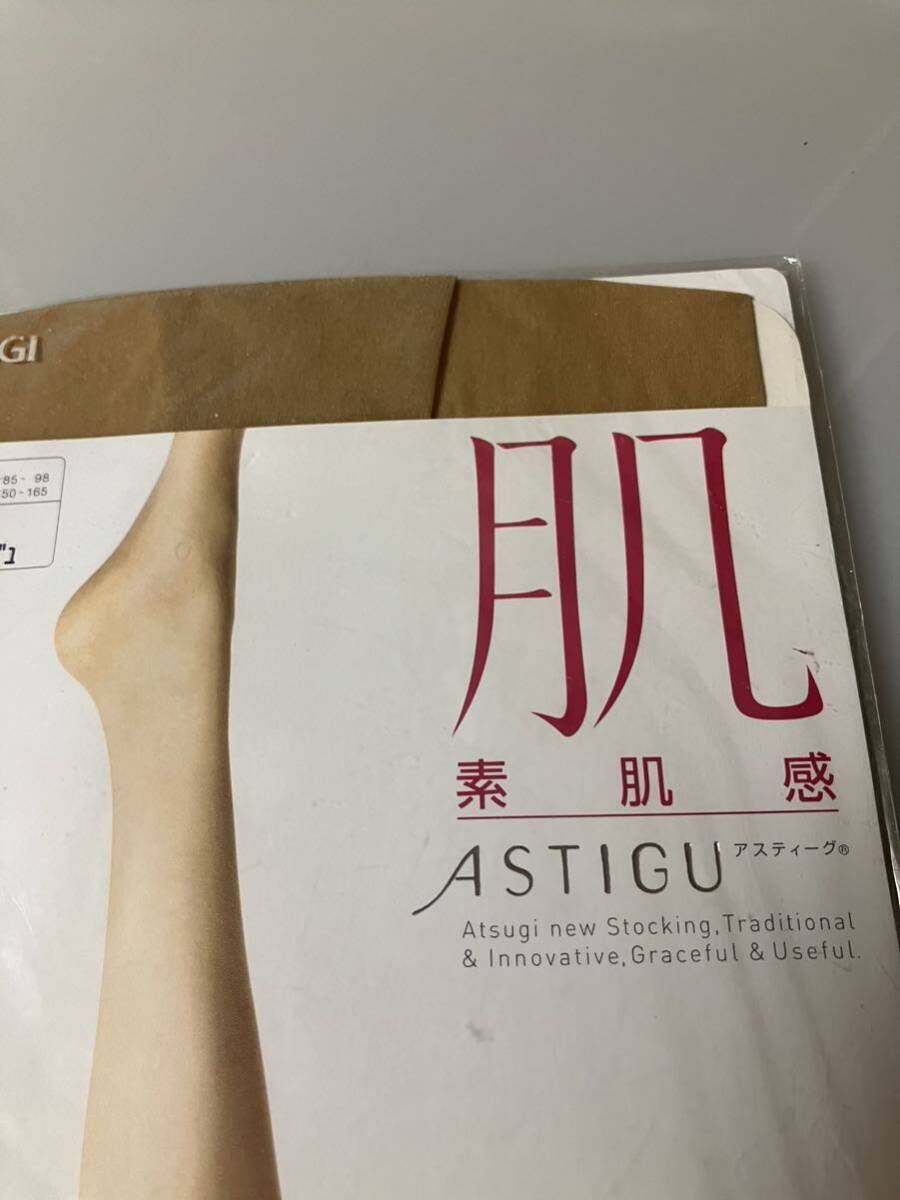 GI
85 - 98
50 - 165
肌
素肌感
ASTIGU アスティーグ®
Atsugi new Stocking, Traditional
& Innovative, Graceful & Useful.